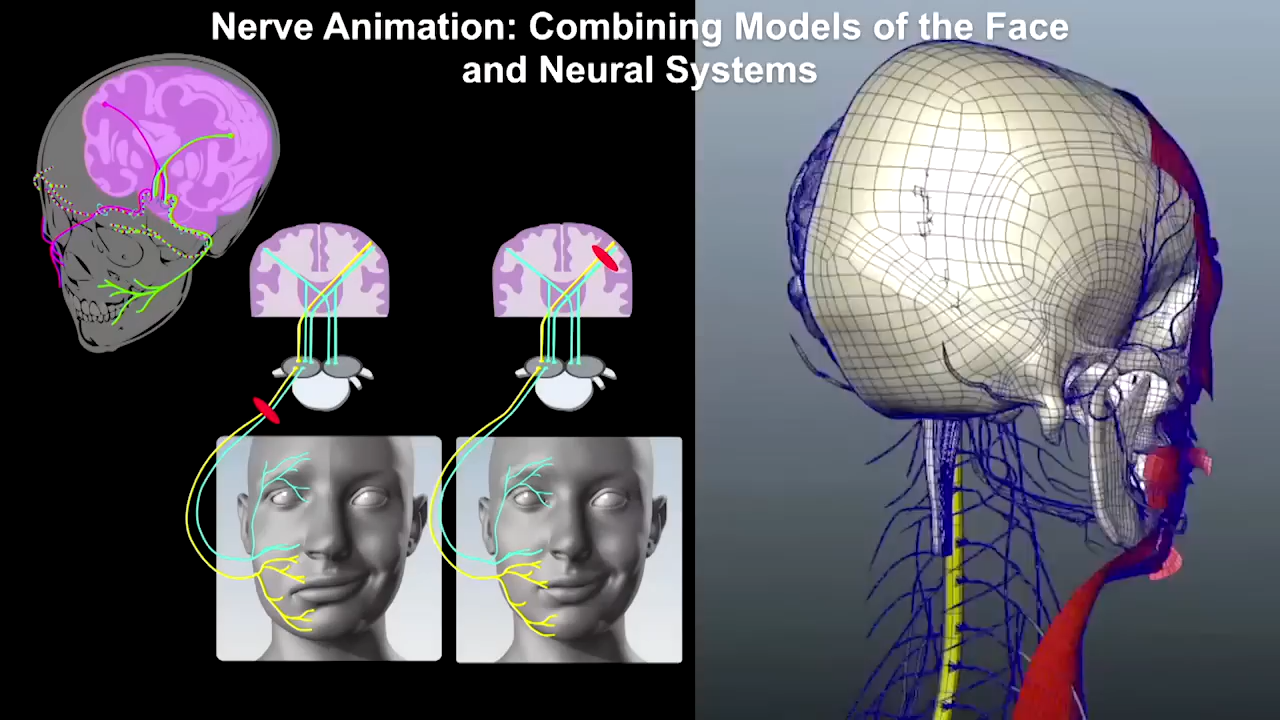 Nerve Animation: Combining Models of the Face
and Neural Systems